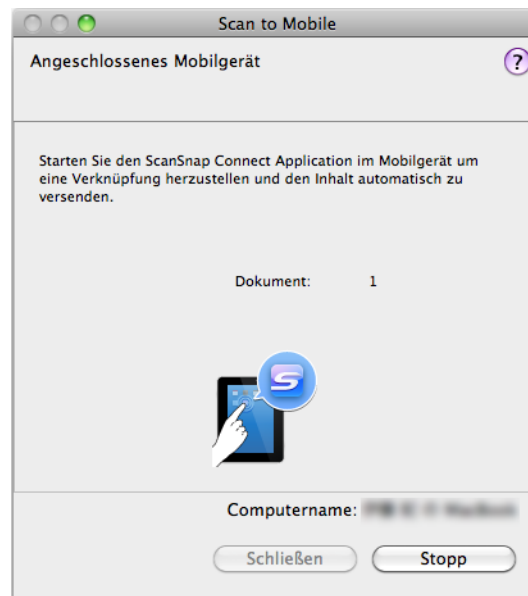 Scan to Mobile
Angeschlossenes Mobilgerät
?
Starten Sie den ScanSnap Connect Application im Mobilgerät um
eine Verknüpfung herzustellen und den Inhalt automatisch zu
versenden.
Dokument: 1
S
Computername:
Schließen Stopp